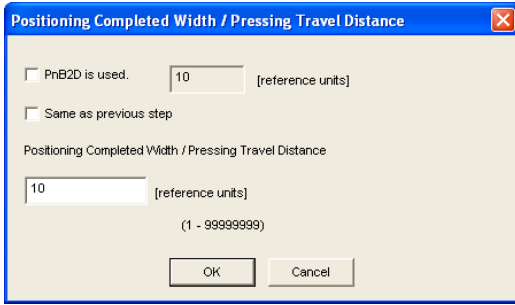 Positioning Completed Width / Pressing Travel Distance
PnB2D is used. 10 [reference units]
Same as previous step
Positioning Completed Width / Pressing Travel Distance
10 [reference units]
(1 - 99999999)
OK Cancel